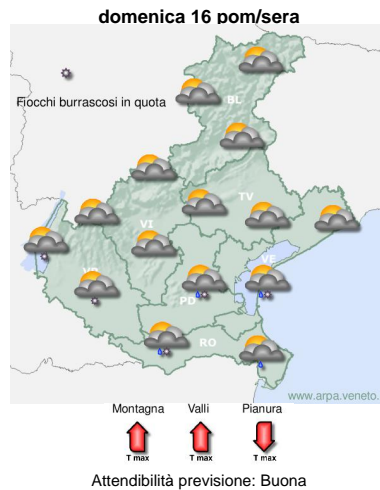 domenica 16 pom/sera
Fiocchi burrascosi in quota
BL
TV
VI
VR
VE
PD
RO
www.arpa.veneto.
Montagna Valli Pianura
T max T max T max
Attendibilità previsione: Buona